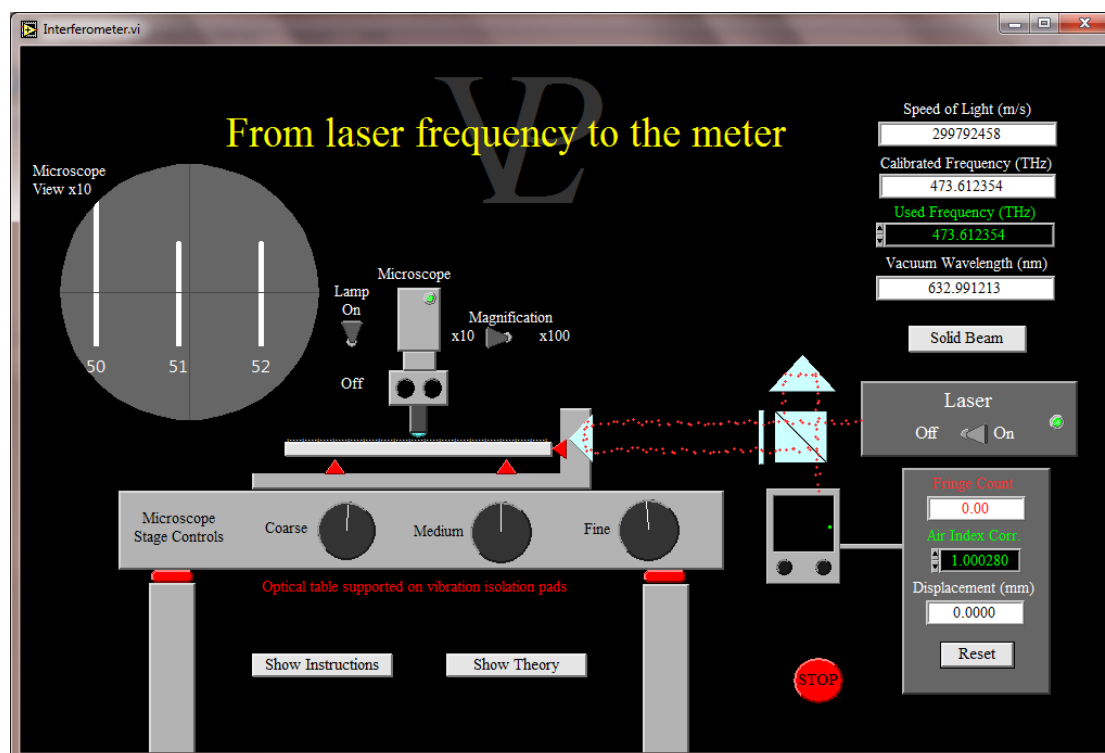 Interferometer.vi
VPL
From laser frequency to the meter
Speed of Light (m/s)
299792458
Calibrated Frequency (THz)
473.612354
Used Frequency (THz)
473.612354
Vacuum Wavelength (nm)
632.991213
Solid Beam
Microscope
View x10
50 51 52
Microscope
Lamp
On
Off
Magnification
x10 x100
Laser
Off On
Fringe Count
0.00
Air Index Corr.
1.000280
Displacement (mm)
0.0000
Reset
Microscope
Stage Controls
Coarse
Medium
Fine
Optical table supported on vibration isolation pads
Show Instructions
Show Theory
STOP